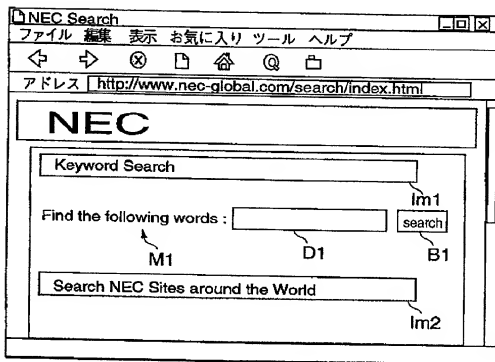 NEC Search
ファイル 編集 表示 お気に入り ツール ヘルプ
アドレス http://www.nec-global.com/search/index.html
NEC
Keyword Search
Im1
Find the following words : search
M1 D1 B1
Search NEC Sites around the World
Im2